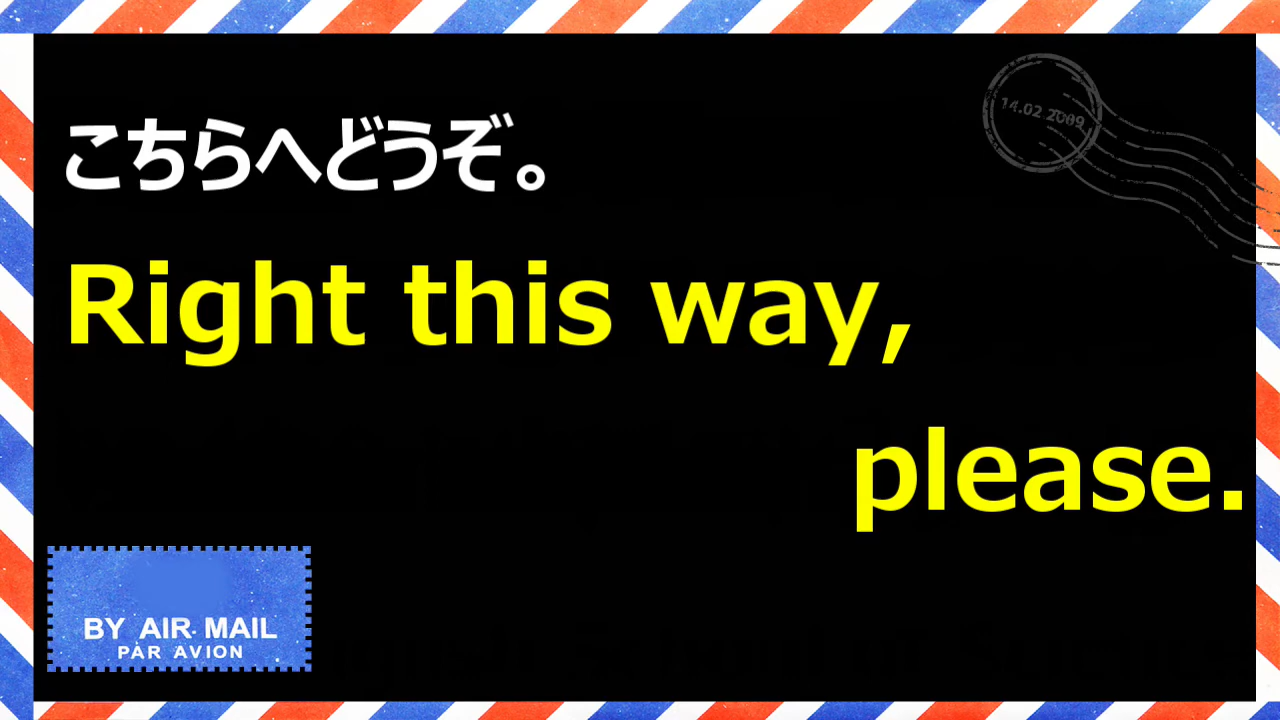 こちらへどうぞ。
14.02 2009
Right this way,
please.
BY AIR MAIL
PAR AVION